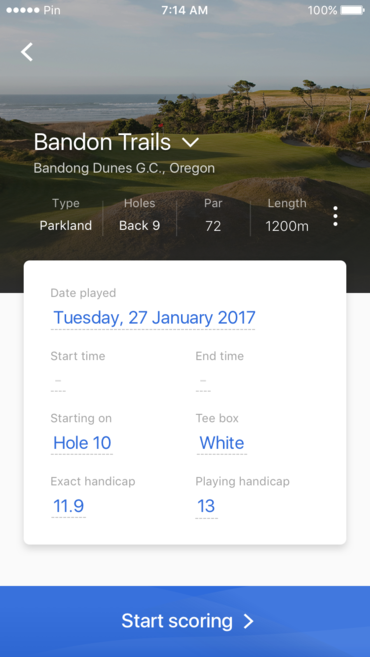 Pin 7:14 AM 100%
Bandon Trails
Bandong Dunes G.C., Oregon
Type Holes Par Length
Parkland Back 9 72 1200m
Date played
Tuesday, 27 January 2017
Start time End time
– –
Starting on Tee box
Hole 10 White
Exact handicap Playing handicap
11.9 13
Start scoring